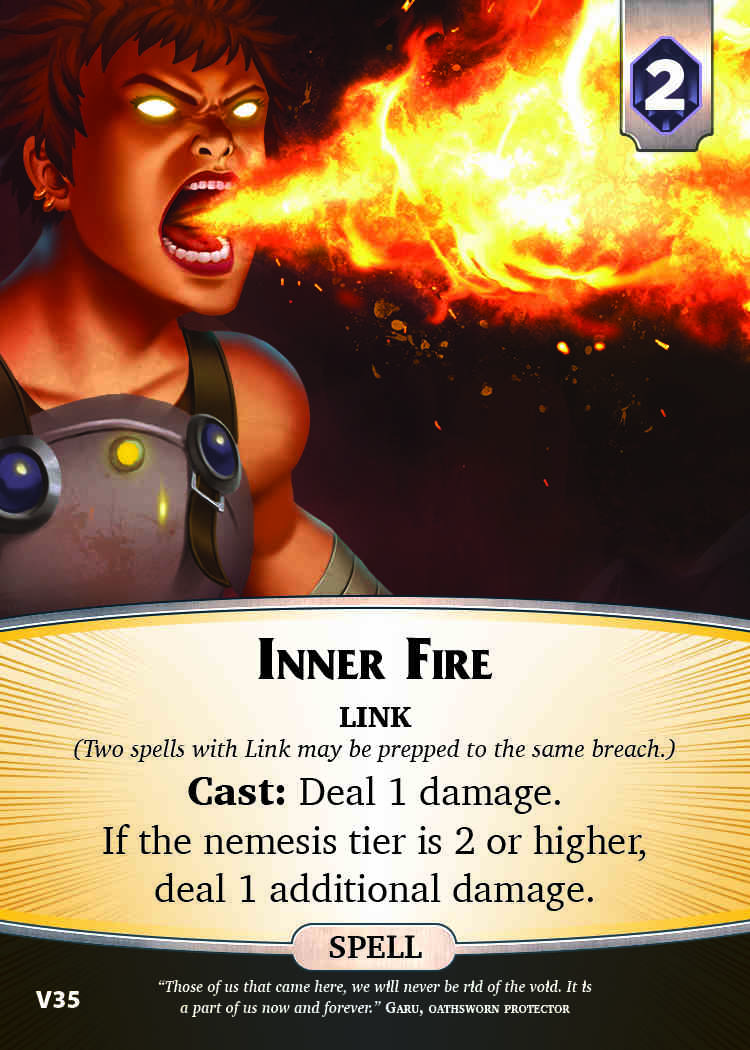 2
Inner Fire
LINK
(Two spells with Link may be prepped to the same breach.)
Cast: Deal 1 damage.
If the nemesis tier is 2 or higher,
deal 1 additional damage.
SPELL
V35
“Those of us that came here, we will never be rid of the void. It is
a part of us now and forever.” Garu, oathsworn protector